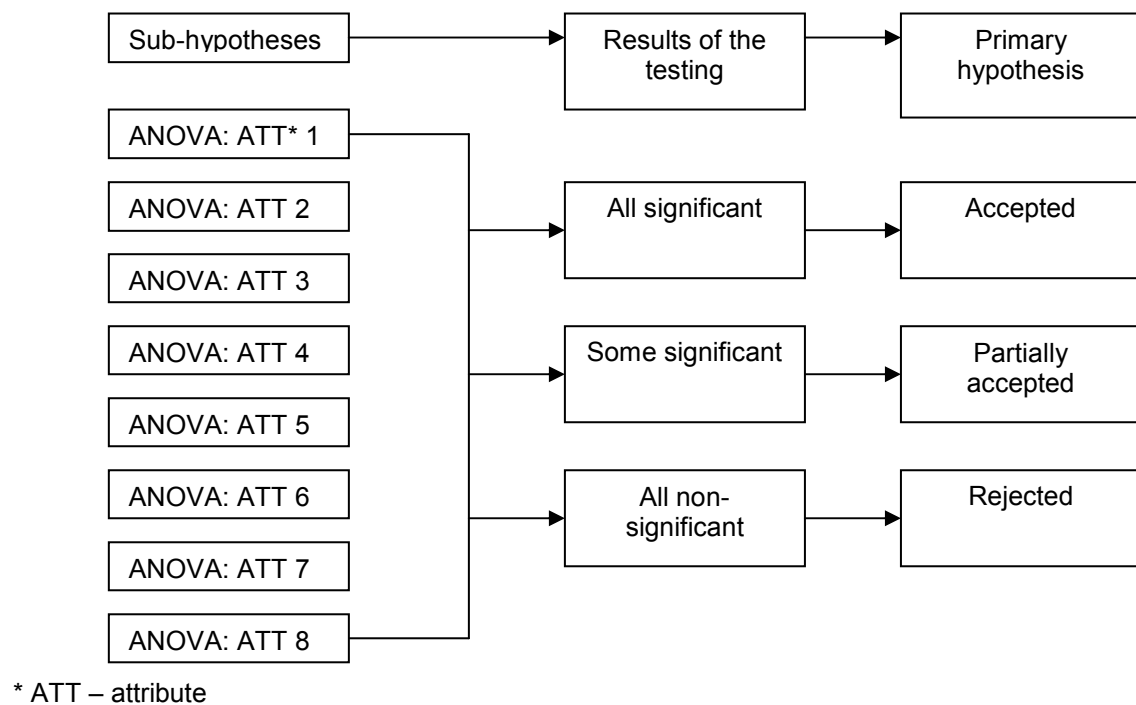 Sub-hypotheses
Results of the
testing
Primary
hypothesis
ANOVA: ATT* 1
ANOVA: ATT 2
All significant
Accepted
ANOVA: ATT 3
ANOVA: ATT 4
Some significant
Partially
accepted
ANOVA: ATT 5
ANOVA: ATT 6
All non-
significant
Rejected
ANOVA: ATT 7
ANOVA: ATT 8
* ATT – attribute